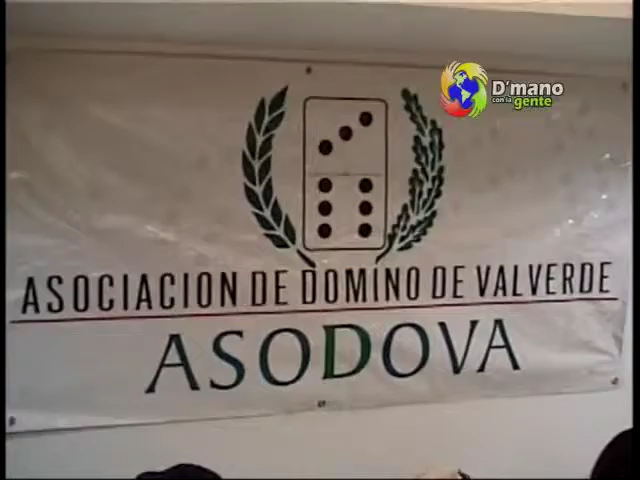 D'mano
con la gente
ASOCIACION DE DOMINO DE VALVERDE
ASODOVA